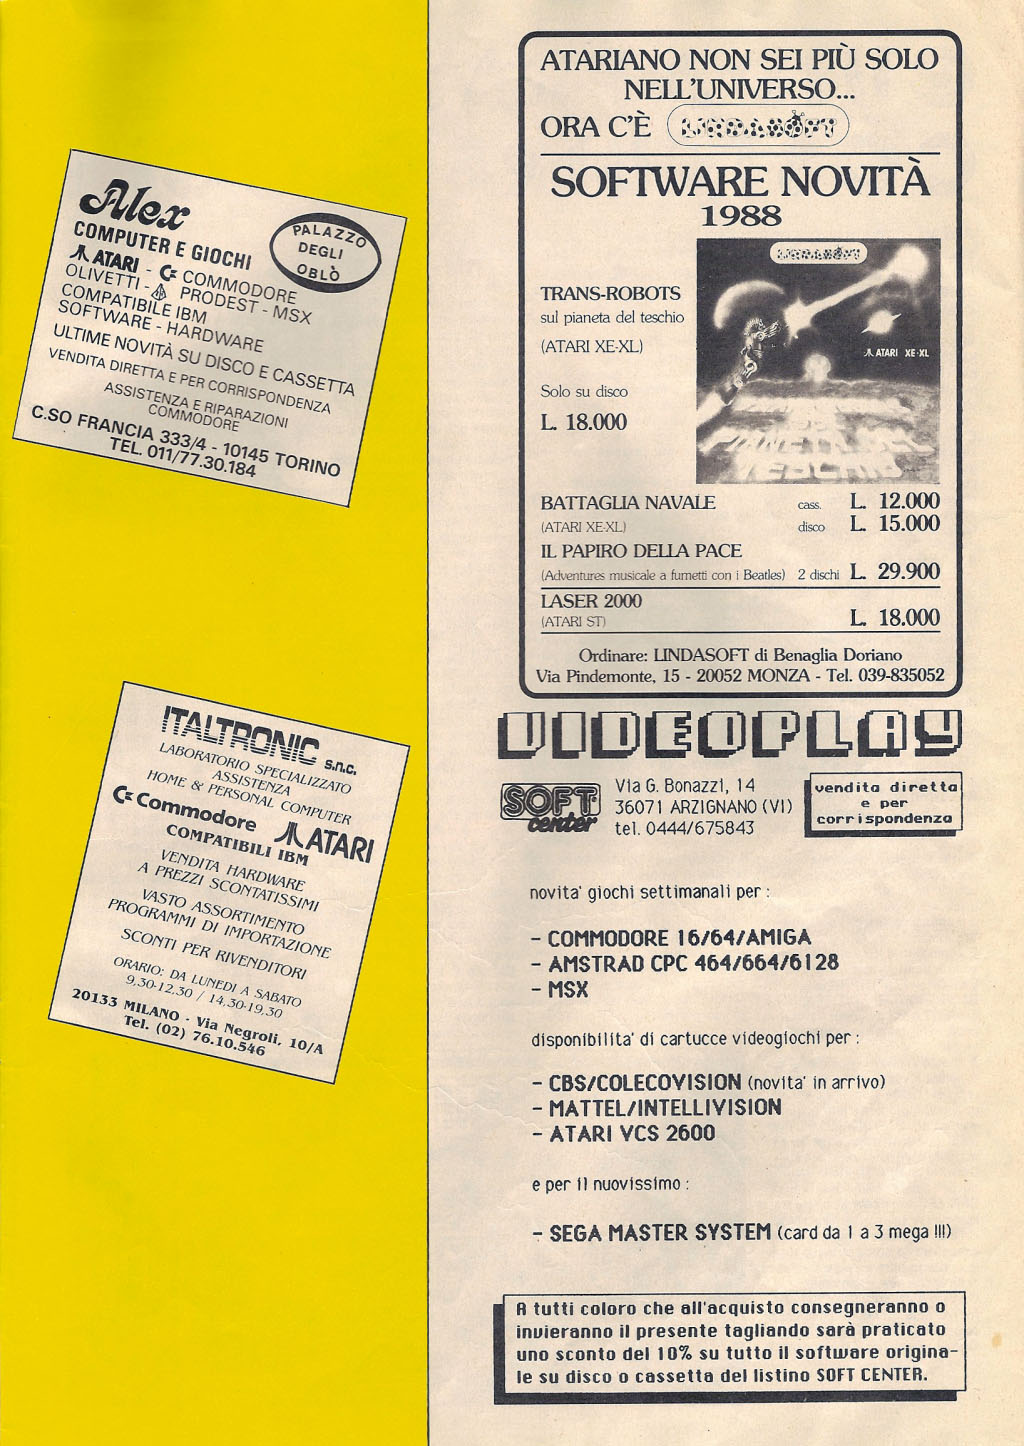 Alex
COMPUTER E GIOCHI
PALAZZO
DEGLI
OBLÒ
ATARI - COMMODORE
OLIVETTI - PRODEST - MSX
COMPATIBILE IBM
SOFTWARE - HARDWARE
ULTIME NOVITÀ SU DISCO E CASSETTA
VENDITA DIRETTA E PER CORRISPONDENZA
ASSISTENZA E RIPARAZIONI
COMMODORE
C.SO FRANCIA 333/4 - 10145 TORINO
TEL. 011/77.30.184
ITALTRONIC s.n.c.
LABORATORIO SPECIALIZZATO
ASSISTENZA
HOME & PERSONAL COMPUTER
Commodore ATARI
COMPATIBILI IBM
VENDITA HARDWARE
A PREZZI SCONTATISSIMI
VASTO ASSORTIMENTO
PROGRAMMI DI IMPORTAZIONE
SCONTI PER RIVENDITORI
ORARIO: DA LUNEDI A SABATO
9.30-12.30 / 14.30-19.30
20133 MILANO - Via Negroli, 10/A
Tel. (02) 76.10.546
ATARIANO NON SEI PIÙ SOLO
NELL'UNIVERSO...
ORA C'È LINDASOFT
SOFTWARE NOVITÀ
1988
LINDASOFT
TRANS-ROBOTS
sul pianeta del teschio
(ATARI XE-XL)
ATARI XE-XL
Solo su disco
L. 18.000
PIANETA DEL
TESCHIO
BATTAGLIA NAVALE cass. L. 12.000
(ATARI XE-XL) disco L. 15.000
IL PAPIRO DELLA PACE
(Adventures musicale a fumetti con i Beatles) 2 dischi L. 29.900
LASER 2000
(ATARI ST) L. 18.000
Ordinare: LINDASOFT di Benaglia Doriano
Via Pindemonte, 15 - 20052 MONZA - Tel. 039-835052
VIDEOPLAY
SOFT
center
Via G. Bonazzi, 14
36071 ARZIGNANO (VI)
tel. 0444/675843
vendita diretta
e per
corrispondenza
novita' giochi settimanali per :
- COMMODORE 16/64/AMIGA
- AMSTRAD CPC 464/664/6128
- MSX
disponibilita' di cartucce videogiochi per :
- CBS/COLECOVISION (novita' in arrivo)
- MATTEL/INTELLIVISION
- ATARI VCS 2600
e per il nuovissimo :
- SEGA MASTER SYSTEM (card da 1 a 3 mega !!!)
A tutti coloro che all'acquisto consegneranno o
invieranno il presente tagliando sarà praticato
uno sconto del 10% su tutto il software origina-
le su disco o cassetta del listino SOFT CENTER.